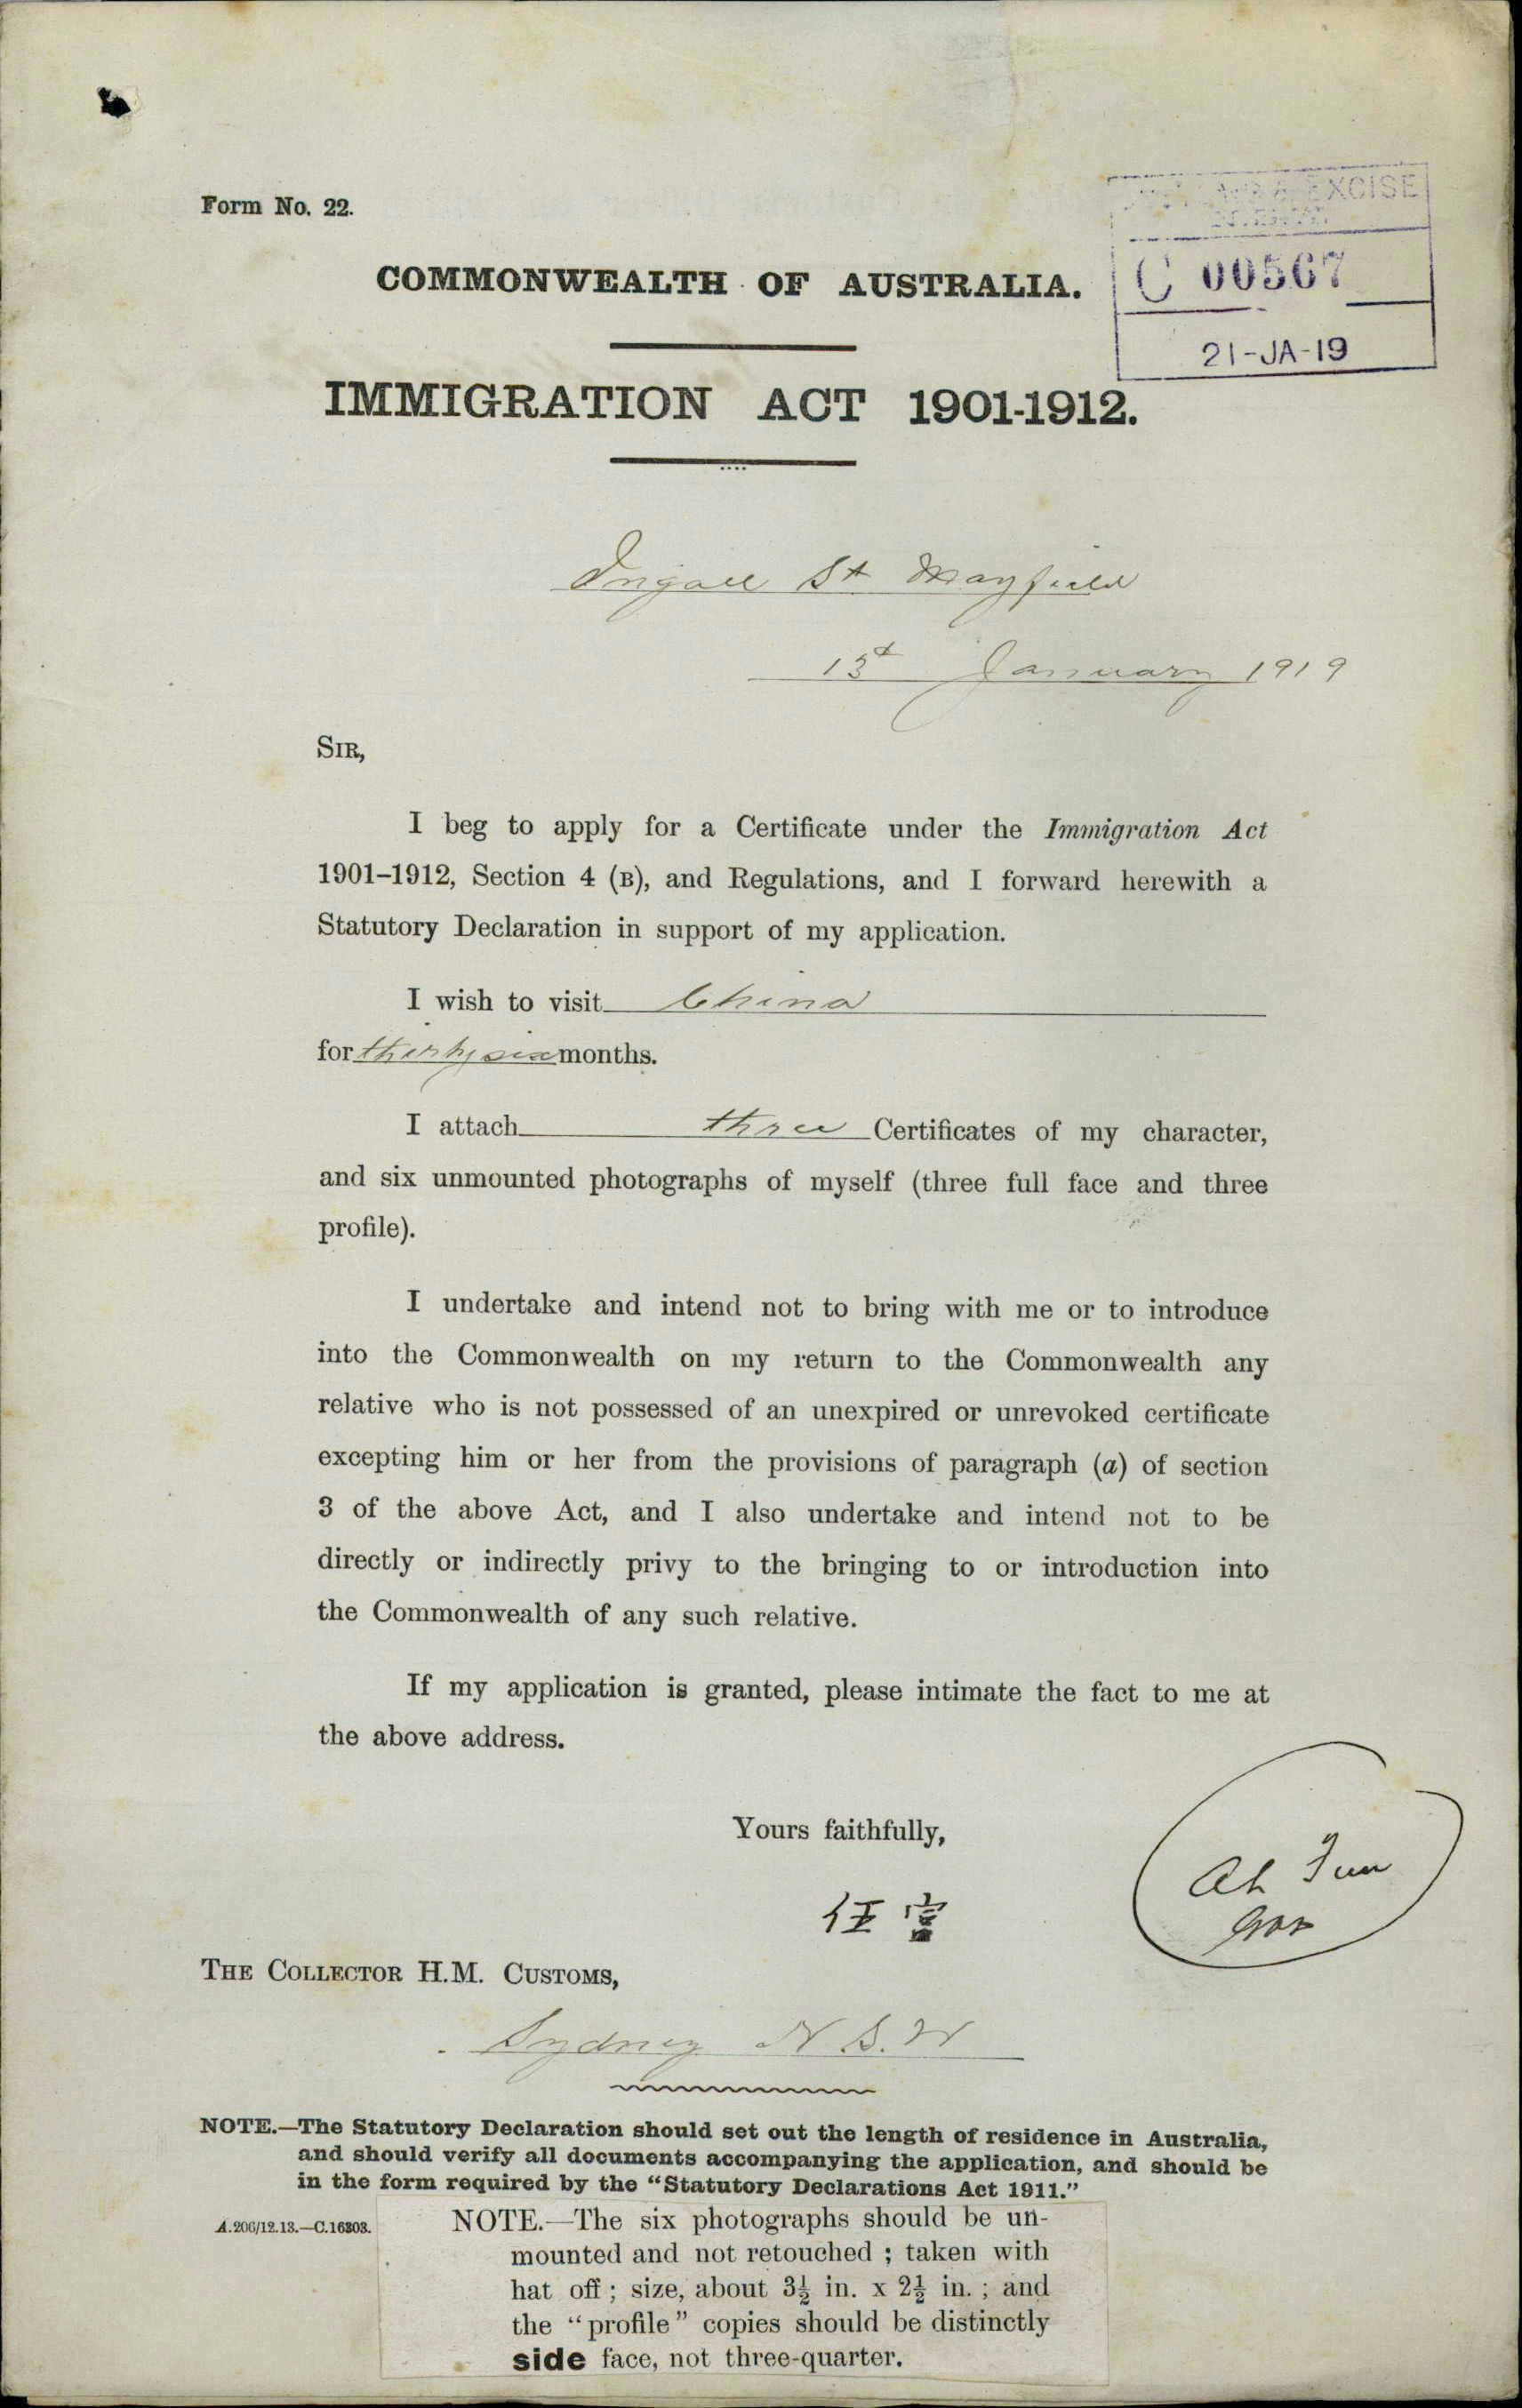 Form No. 22.
EXCISE
COMMONWEALTH OF AUSTRALIA.
C 00567
21-JA-19
IMMIGRATION ACT 1901-1912.
Ingall St Mayfield
15t January 1919
SIR,
I beg to apply for a Certificate under the Immigration Act
1901–1912, Section 4 (B), and Regulations, and I forward herewith a
Statutory Declaration in support of my application.
I wish to visit China
for thirty six months.
I attach three Certificates of my character,
and six unmounted photographs of myself (three full face and three
profile).
I undertake and intend not to bring with me or to introduce
into the Commonwealth on my return to the Commonwealth any
relative who is not possessed of an unexpired or unrevoked certificate
excepting him or her from the provisions of paragraph (a) of section
3 of the above Act, and I also undertake and intend not to be
directly or indirectly privy to the bringing to or introduction into
the Commonwealth of any such relative.
If my application is granted, please intimate the fact to me at
the above address.
Yours faithfully,
Ah
THE COLLECTOR H.M. CUSTOMS,
Sydney N.S.W
NOTE.—The Statutory Declaration should set out the length of residence in Australia,
and should verify all documents accompanying the application, and should be
in the form required by the “Statutory Declarations Act 1911.”
A.206/12.13.—C.16303.
NOTE.—The six photographs should be un-
mounted and not retouched ; taken with
hat off ; size, about 3½ in. x 2½ in. ; and
the “profile” copies should be distinctly
side face, not three-quarter.